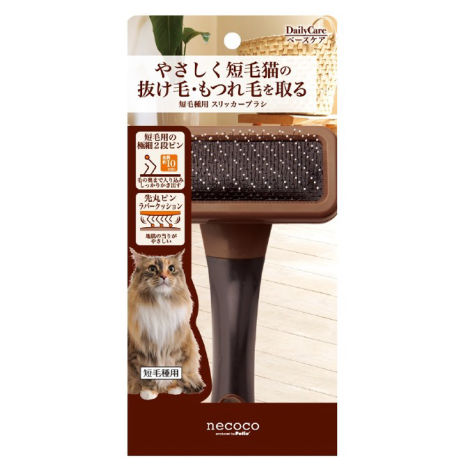 DailyCare
ベースケア
やさしく短毛猫の
抜け毛・もつれ毛を取る
短毛種用 スリッカーブラシ
短毛用の
極細2段ピン
10
毛の奥まで入り込み
しっかりかき出す
先丸ピン
ラバークッション
地肌の当りが
やさしい
短毛種用
necoco
produced by Petio